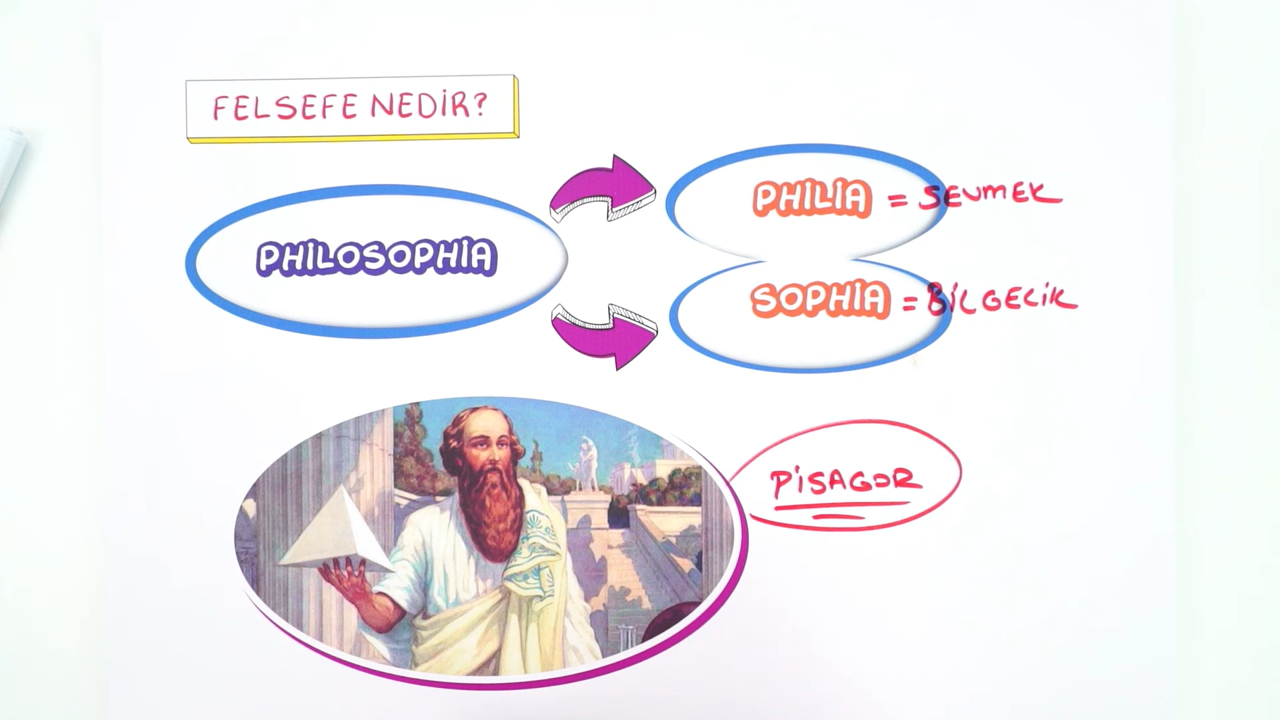 FELSEFE NEDİR?
PHILOSOPHIA
PHILIA = SEVMEK
SOPHIA = BİLGELİK
PİSAGOR